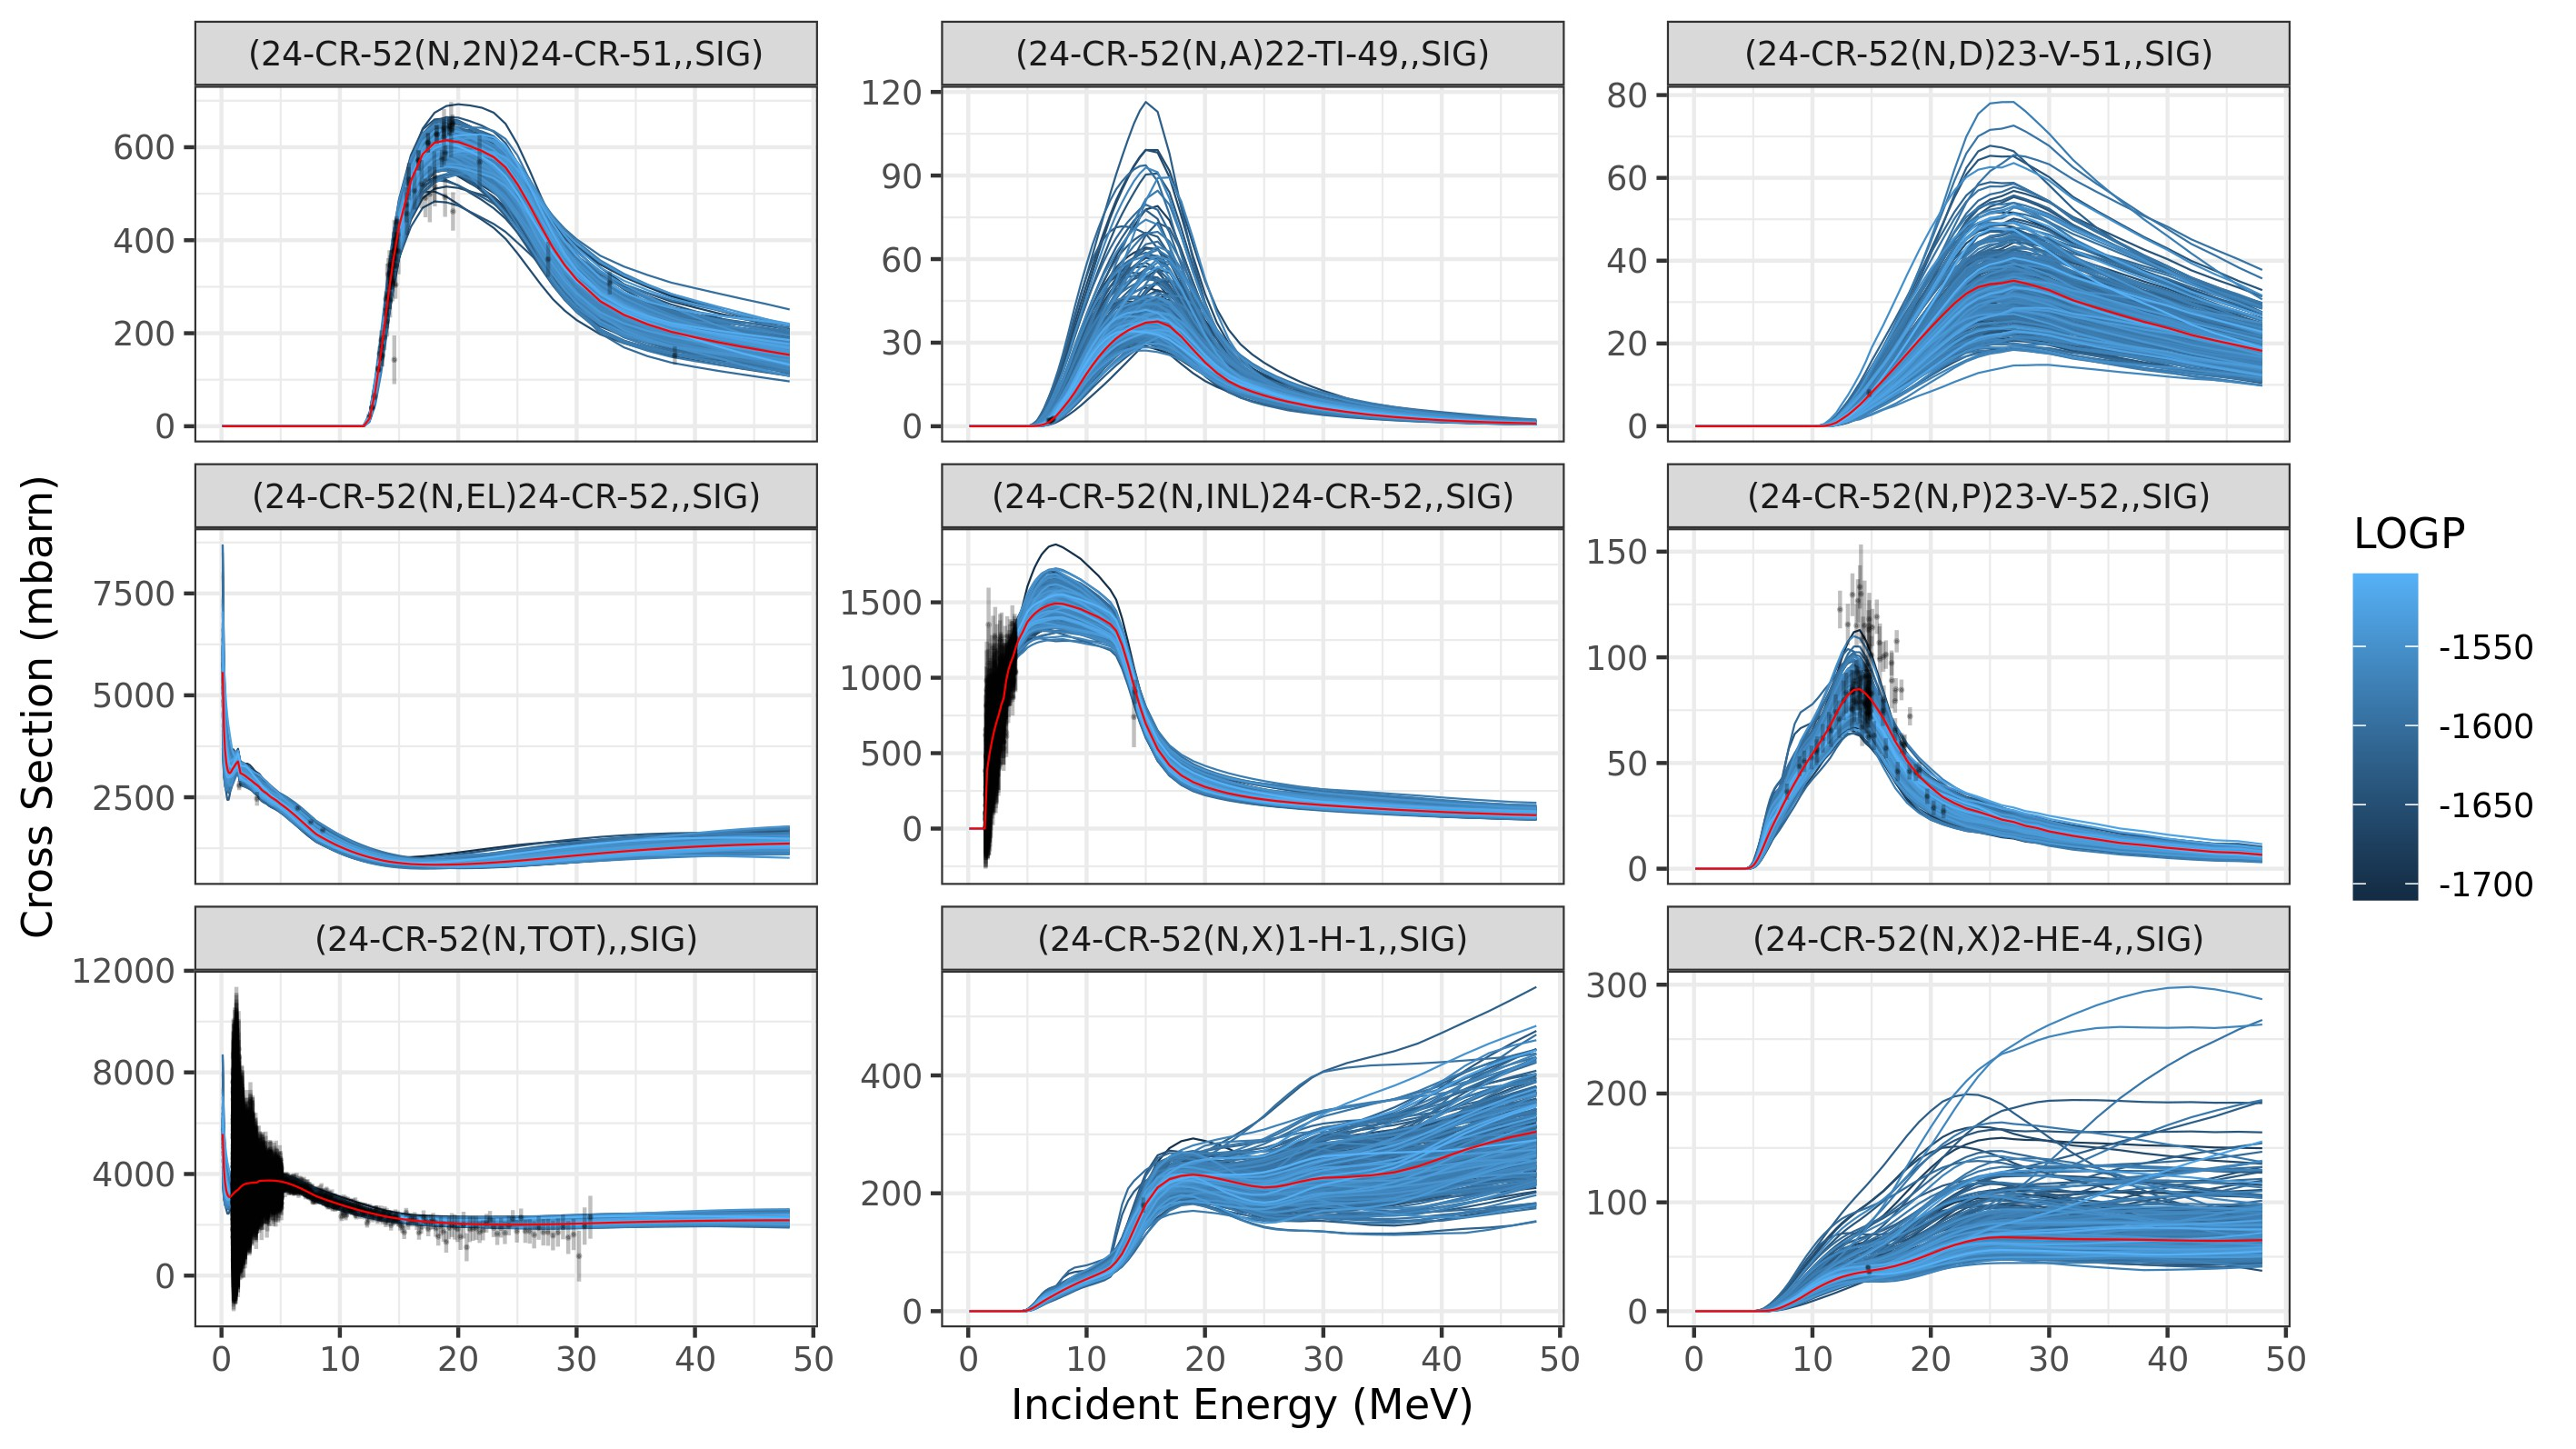 (24-CR-52(N,2N)24-CR-51,,SIG)
(24-CR-52(N,A)22-TI-49,,SIG)
(24-CR-52(N,D)23-V-51,,SIG)
600
400
200
0
120
90
60
30
0
80
60
40
20
0
(24-CR-52(N,EL)24-CR-52,,SIG)
(24-CR-52(N,INL)24-CR-52,,SIG)
(24-CR-52(N,P)23-V-52,,SIG)
7500
5000
2500
1500
1000
500
0
150
100
50
0
(24-CR-52(N,TOT),,SIG)
(24-CR-52(N,X)1-H-1,,SIG)
(24-CR-52(N,X)2-HE-4,,SIG)
12000
8000
4000
0
400
200
0
300
200
100
0
0 10 20 30 40 50
0 10 20 30 40 50
0 10 20 30 40 50
Incident Energy (MeV)
Cross Section (mbarn)
LOGP
-1550
-1600
-1650
-1700